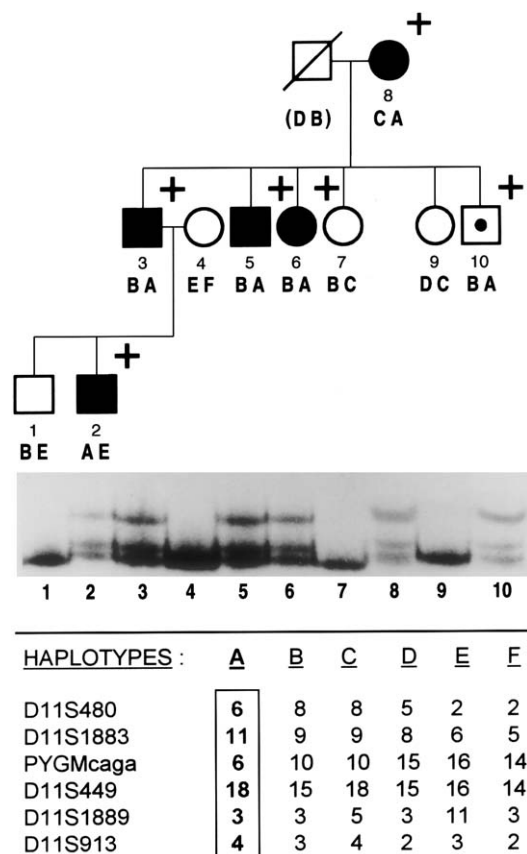 +
8
(DB) CA
+ + + +
3 4 5 6 7 9 10
BA EF BA BA BC DC BA
+
1 2
BE AE
1 2 3 4 5 6 7 8 9 10
HAPLOTYPES : A B C D E F
D11S480 6 8 8 5 2 2
D11S1883 11 9 9 8 6 5
PYGMcaga 6 10 10 15 16 14
D11S449 18 15 18 15 16 14
D11S1889 3 3 5 3 11 3
D11S913 4 3 4 2 3 2